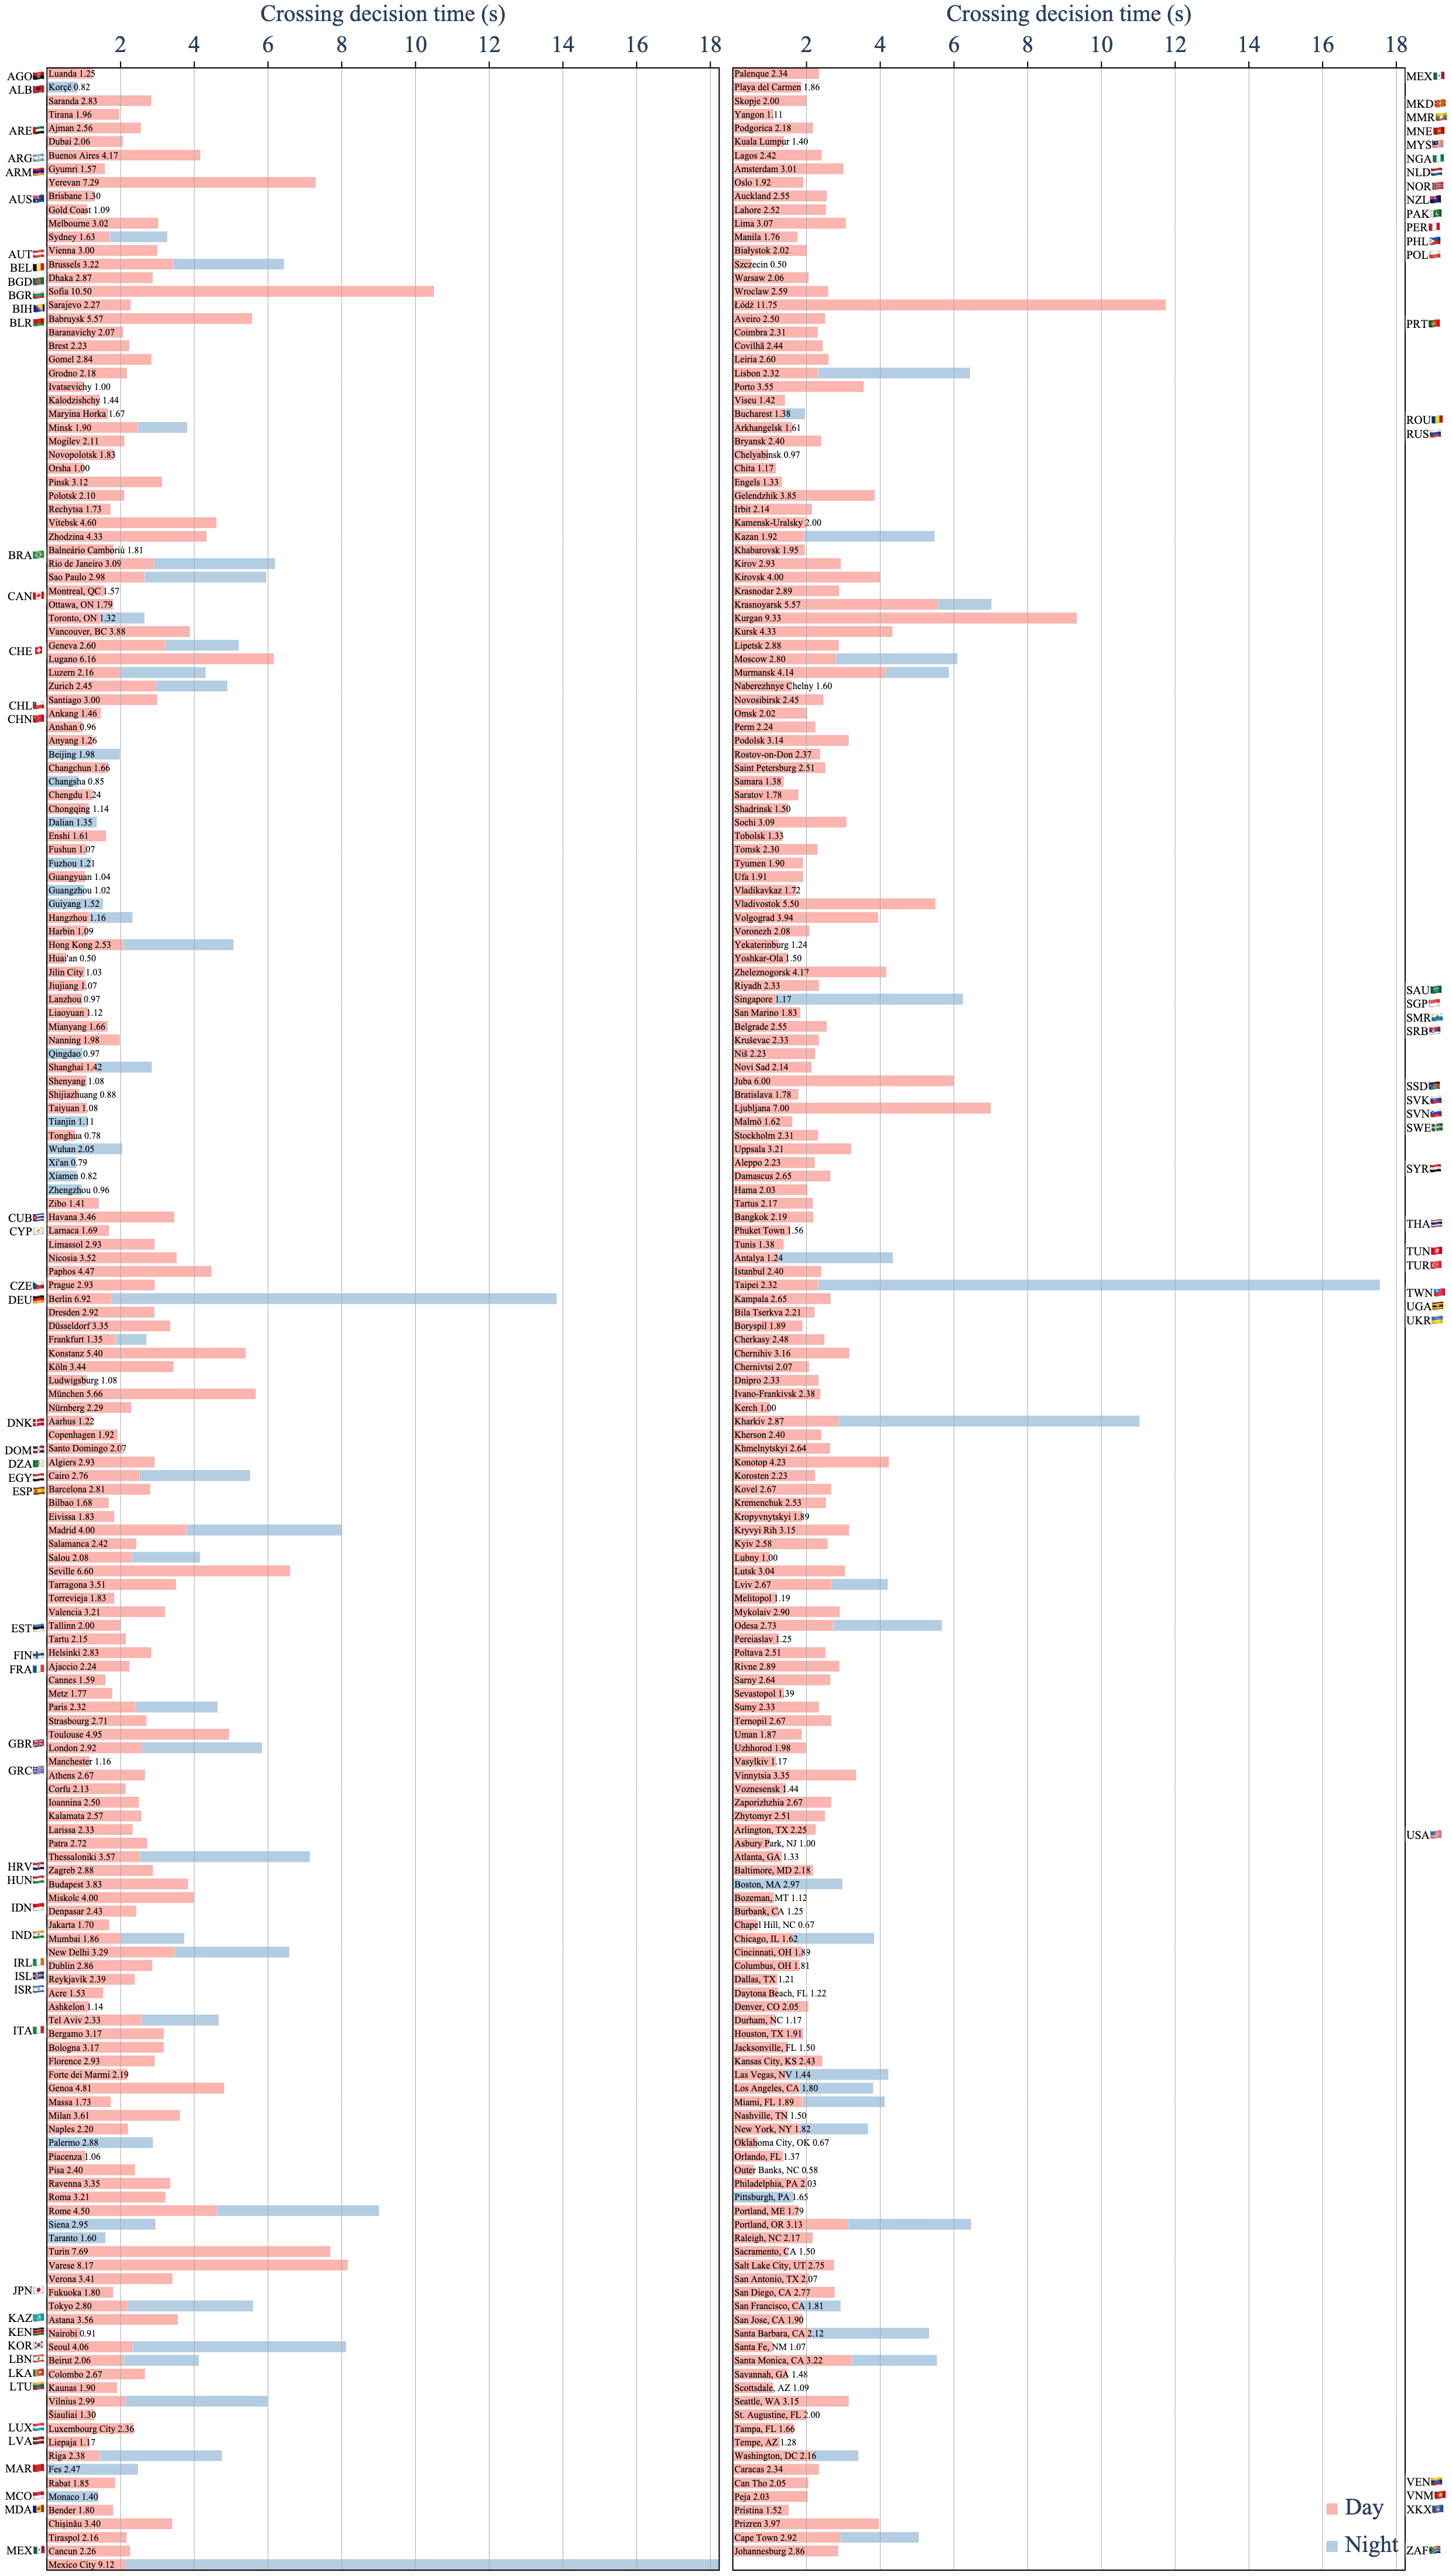 Crossing decision time (s)
2 4 6 8 10 12 14 16 18
AGO Luanda 1.25
ALB Korçë 0.82
Saranda 2.83
Tirana 1.96
ARE Ajman 2.56
Dubai 2.06
ARG Buenos Aires 4.17
ARM Gyumri 1.57
Yerevan 7.29
AUS Brisbane 1.30
Gold Coast 1.09
Melbourne 3.02
Sydney 1.63
AUT Vienna 3.00
BEL Brussels 3.22
BGD Dhaka 2.87
BGR Sofia 10.50
BIH Sarajevo 2.27
BLR Babruysk 5.57
Baranavichy 2.07
Brest 2.23
Gomel 2.84
Grodno 2.18
Ivatsevichy 1.00
Kalodzishchy 1.44
Maryina Horka 1.67
Minsk 1.90
Mogilev 2.11
Novopolotsk 1.83
Orsha 1.00
Pinsk 3.12
Polotsk 2.10
Rechytsa 1.73
Vitebsk 4.60
Zhodzina 4.33
BRA Balneário Camboriú 1.81
Rio de Janeiro 3.09
Sao Paulo 2.98
CAN Montreal, QC 1.57
Ottawa, ON 1.79
Toronto, ON 1.32
Vancouver, BC 3.88
CHE Geneva 2.60
Lugano 6.16
Luzern 2.16
Zurich 2.45
CHL Santiago 3.00
CHN Ankang 1.46
Anshan 0.96
Anyang 1.26
Beijing 1.98
Changchun 1.66
Changsha 0.85
Chengdu 1.24
Chongqing 1.14
Dalian 1.35
Enshi 1.61
Fushun 1.07
Fuzhou 1.21
Guangyuan 1.04
Guangzhou 1.02
Guiyang 1.52
Hangzhou 1.16
Harbin 1.09
Hong Kong 2.53
Huai'an 0.50
Jilin City 1.03
Jiujiang 1.07
Lanzhou 0.97
Liaoyuan 1.12
Mianyang 1.66
Nanning 1.98
Qingdao 0.97
Shanghai 1.42
Shenyang 1.08
Shijiazhuang 0.88
Taiyuan 1.08
Tianjin 1.11
Tonghua 0.78
Wuhan 2.05
Xi'an 0.79
Xiamen 0.82
Zhengzhou 0.96
Zibo 1.41
CUB Havana 3.46
CYP Larnaca 1.69
Limassol 2.93
Nicosia 3.52
Paphos 4.47
CZE Prague 2.93
DEU Berlin 6.92
Dresden 2.92
Düsseldorf 3.35
Frankfurt 1.35
Konstanz 5.40
Köln 3.44
Ludwigsburg 1.08
München 5.66
Nürnberg 2.29
DNK Aarhus 1.22
Copenhagen 1.92
DOM Santo Domingo 2.07
DZA Algiers 2.93
EGY Cairo 2.76
ESP Barcelona 2.81
Bilbao 1.68
Eivissa 1.83
Madrid 4.00
Salamanca 2.42
Salou 2.08
Seville 6.60
Tarragona 3.51
Torrevieja 1.83
Valencia 3.21
EST Tallinn 2.00
Tartu 2.15
FIN Helsinki 2.83
FRA Ajaccio 2.24
Cannes 1.59
Metz 1.77
Paris 2.32
Strasbourg 2.71
Toulouse 4.95
GBR London 2.92
Manchester 1.16
GRC Athens 2.67
Corfu 2.13
Ioannina 2.50
Kalamata 2.57
Larissa 2.33
Patra 2.72
Thessaloniki 3.57
HRV Zagreb 2.88
HUN Budapest 3.83
Miskolc 4.00
IDN Denpasar 2.43
Jakarta 1.70
IND Mumbai 1.86
New Delhi 3.29
IRL Dublin 2.86
ISL Reykjavík 2.39
ISR Acre 1.53
Ashkelon 1.14
Tel Aviv 2.33
ITA Bergamo 3.17
Bologna 3.17
Florence 2.93
Forte dei Marmi 2.19
Genoa 4.81
Massa 1.73
Milan 3.61
Naples 2.20
Palermo 2.88
Piacenza 1.06
Pisa 2.40
Ravenna 3.35
Roma 3.21
Rome 4.50
Siena 2.95
Taranto 1.60
Turin 7.69
Varese 8.17
Verona 3.41
JPN Fukuoka 1.80
Tokyo 2.80
KAZ Astana 3.56
KEN Nairobi 0.91
KOR Seoul 4.06
LBN Beirut 2.06
LKA Colombo 2.67
LTU Kaunas 1.90
Vilnius 2.99
Šiauliai 1.30
LUX Luxembourg City 2.36
LVA Liepaja 1.17
Riga 2.38
MAR Fes 2.47
Rabat 1.85
MCO Monaco 1.40
MDA Bender 1.80
Chișinău 3.40
Tiraspol 2.16
MEX Cancun 2.26
Mexico City 9.12
Crossing decision time (s)
2 4 6 8 10 12 14 16 18
Palenque 2.34 MEX
Playa del Carmen 1.86
Skopje 2.00 MKD
Yangon 1.11 MMR
Podgorica 2.18 MNE
Kuala Lumpur 1.40 MYS
Lagos 2.42 NGA
Amsterdam 3.01 NLD
Oslo 1.92 NOR
Auckland 2.55 NZL
Lahore 2.52 PAK
Lima 3.07 PER
Manila 1.76 PHL
Białystok 2.02 POL
Szczecin 0.50
Warsaw 2.06
Wroclaw 2.59
Łódź 11.75
Aveiro 2.50 PRT
Coimbra 2.31
Covilhã 2.44
Leiria 2.60
Lisbon 2.32
Porto 3.55
Viseu 1.42
Bucharest 1.38 ROU
Arkhangelsk 1.61 RUS
Bryansk 2.40
Chelyabinsk 0.97
Chita 1.17
Engels 1.33
Gelendzhik 3.85
Irbit 2.14
Kamensk-Uralsky 2.00
Kazan 1.92
Khabarovsk 1.95
Kirov 2.93
Kirovsk 4.00
Krasnodar 2.89
Krasnoyarsk 5.57
Kurgan 9.33
Kursk 4.33
Lipetsk 2.88
Moscow 2.80
Murmansk 4.14
Naberezhnye Chelny 1.60
Novosibirsk 2.45
Omsk 2.02
Perm 2.24
Podolsk 3.14
Rostov-on-Don 2.37
Saint Petersburg 2.51
Samara 1.38
Saratov 1.78
Shadrinsk 1.50
Sochi 3.09
Tobolsk 1.33
Tomsk 2.30
Tyumen 1.90
Ufa 1.91
Vladikavkaz 1.72
Vladivostok 5.50
Volgograd 3.94
Voronezh 2.08
Yekaterinburg 1.24
Yoshkar-Ola 1.50
Zheleznogorsk 4.17
Riyadh 2.33 SAU
Singapore 1.17 SGP
San Marino 1.83 SMR
Belgrade 2.55 SRB
Kruševac 2.33
Niš 2.23
Novi Sad 2.14
Juba 6.00 SSD
Bratislava 1.78 SVK
Ljubljana 7.00 SVN
Malmö 1.62 SWE
Stockholm 2.31
Uppsala 3.21
Aleppo 2.23 SYR
Damascus 2.65
Hama 2.03
Tartus 2.17
Bangkok 2.19 THA
Phuket Town 1.56
Tunis 1.38 TUN
Antalya 1.24 TUR
Istanbul 2.40
Taipei 2.32 TWN
Kampala 2.65 UGA
Bila Tserkva 2.21 UKR
Boryspil 1.89
Cherkasy 2.48
Chernihiv 3.16
Chernivtsi 2.07
Dnipro 2.33
Ivano-Frankivsk 2.38
Kerch 1.00
Kharkiv 2.87
Kherson 2.40
Khmelnytskyi 2.64
Konotop 4.23
Korosten 2.23
Kovel 2.67
Kremenchuk 2.53
Kropyvnytskyi 1.89
Kryvyi Rih 3.15
Kyiv 2.58
Lubny 1.00
Lutsk 3.04
Lviv 2.67
Melitopol 1.19
Mykolaiv 2.90
Odesa 2.73
Pereiaslav 1.25
Poltava 2.51
Rivne 2.89
Sarny 2.64
Sevastopol 1.39
Sumy 2.33
Ternopil 2.67
Uman 1.87
Uzhhorod 1.98
Vasylkiv 1.17
Vinnytsia 3.35
Voznesensk 1.44
Zaporizhzhia 2.67
Zhytomyr 2.51
Arlington, TX 2.25 USA
Asbury Park, NJ 1.00
Atlanta, GA 1.33
Baltimore, MD 2.18
Boston, MA 2.97
Bozeman, MT 1.12
Burbank, CA 1.25
Chapel Hill, NC 0.67
Chicago, IL 1.62
Cincinnati, OH 1.89
Columbus, OH 1.81
Dallas, TX 1.21
Daytona Beach, FL 1.22
Denver, CO 2.05
Durham, NC 1.17
Houston, TX 1.91
Jacksonville, FL 1.50
Kansas City, KS 2.43
Las Vegas, NV 1.44
Los Angeles, CA 1.80
Miami, FL 1.89
Nashville, TN 1.50
New York, NY 1.82
Oklahoma City, OK 0.67
Orlando, FL 1.37
Outer Banks, NC 0.58
Philadelphia, PA 2.03
Pittsburgh, PA 1.65
Portland, ME 1.79
Portland, OR 3.13
Raleigh, NC 2.17
Sacramento, CA 1.50
Salt Lake City, UT 2.75
San Antonio, TX 2.07
San Diego, CA 2.77
San Francisco, CA 1.81
San Jose, CA 1.90
Santa Barbara, CA 2.12
Santa Fe, NM 1.07
Santa Monica, CA 3.22
Savannah, GA 1.48
Scottsdale, AZ 1.09
Seattle, WA 3.15
St. Augustine, FL 2.00
Tampa, FL 1.66
Tempe, AZ 1.28
Washington, DC 2.16
Caracas 2.34 VEN
Can Tho 2.05 VNM
Peja 2.03 XKX
Pristina 1.52
Prizren 3.97
Cape Town 2.92 ZAF
Johannesburg 2.86
Day
Night